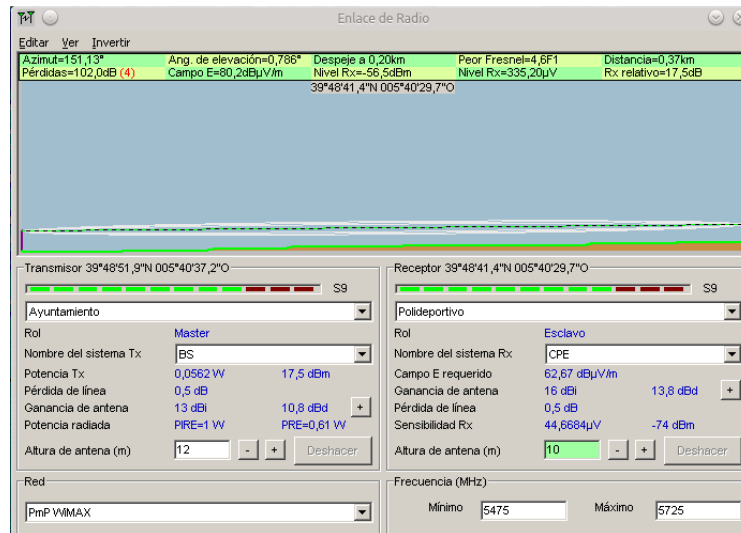 Enlace de Radio
Editar Ver Invertir
Azimut=151,13° Ang. de elevación=0,786° Despeje a 0,20km Peor Fresnel=4,6F1 Distancia=0,37km
Pérdidas=102,0dB (4) Campo E=80,2dBµV/m Nivel Rx=-56,5dBm Nivel Rx=335,20µV Rx relativo=17,5dB
39°48'41,4"N 005°40'29,7"O
Transmisor 39°48'51,9"N 005°40'37,2"O
S9
Ayuntamiento
Rol Master
Nombre del sistema Tx BS
Potencia Tx 0,0562 W 17,5 dBm
Pérdida de línea 0,5 dB
Ganancia de antena 13 dBi 10,8 dBd +
Potencia radiada PIRE=1 W PRE=0,61 W
Altura de antena (m) 12 - + Deshacer
Receptor 39°48'41,4"N 005°40'29,7"O
S9
Polideportivo
Rol Esclavo
Nombre del sistema Rx CPE
Campo E requerido 62,67 dBµV/m
Ganancia de antena 16 dBi 13,8 dBd +
Pérdida de línea 0,5 dB
Sensibilidad Rx 44,6684µV -74 dBm
Altura de antena (m) 10 - + Deshacer
Red
PmP WiMAX
Frecuencia (MHz)
Mínimo 5475 Máximo 5725